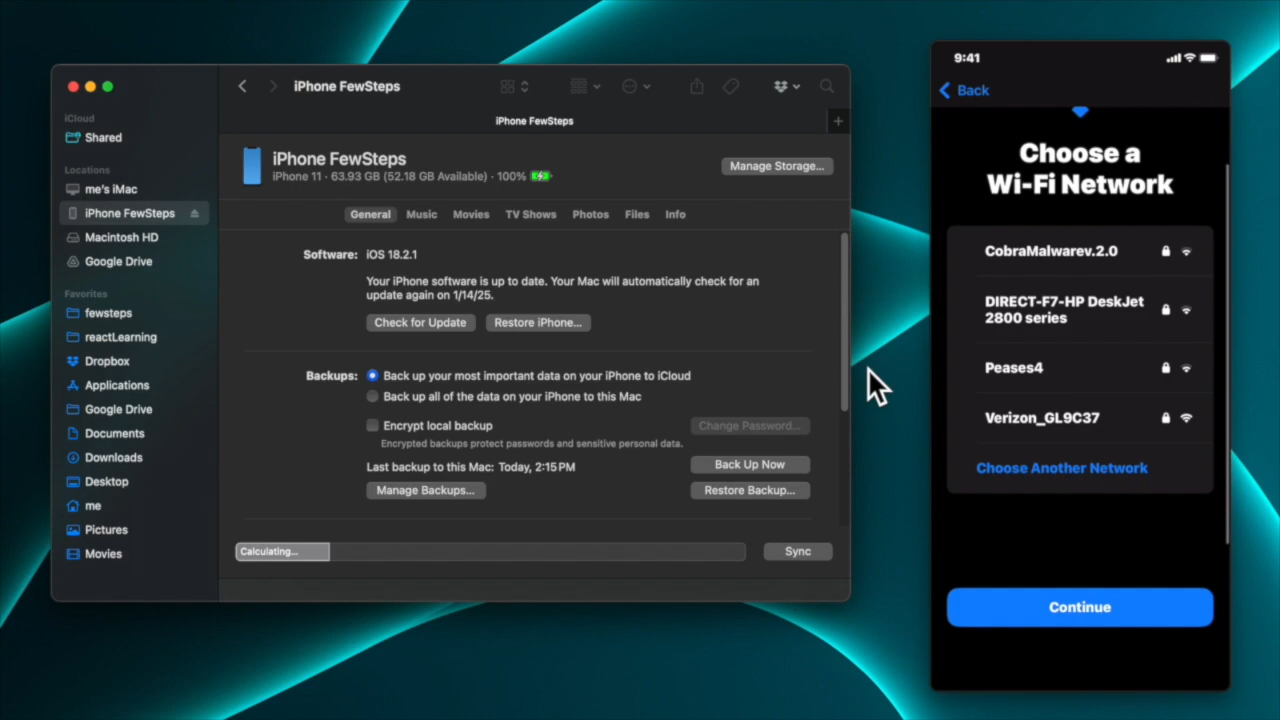 iPhone FewSteps
iPhone FewSteps
iCloud
Shared
Locations
me's iMac
iPhone FewSteps
Macintosh HD
Google Drive
Favorites
fewsteps
reactLearning
Dropbox
Applications
Google Drive
Documents
Downloads
Desktop
me
Pictures
Movies
iPhone FewSteps
iPhone 11 · 63.93 GB (52.18 GB Available) · 100%
Manage Storage...
General Music Movies TV Shows Photos Files Info
Software: iOS 18.2.1
Your iPhone software is up to date. Your Mac will automatically check for an
update again on 1/14/25.
Check for Update Restore iPhone...
Backups: Back up your most important data on your iPhone to iCloud
Back up all of the data on your iPhone to this Mac
Encrypt local backup Change Password...
Encrypted backups protect passwords and sensitive personal data.
Last backup to this Mac: Today, 2:15 PM Back Up Now
Manage Backups... Restore Backup...
Calculating... Sync
9:41
Back
Choose a
Wi-Fi Network
CobraMalwarev.2.0
DIRECT-F7-HP DeskJet
2800 series
Peases4
Verizon_GL9C37
Choose Another Network
Continue